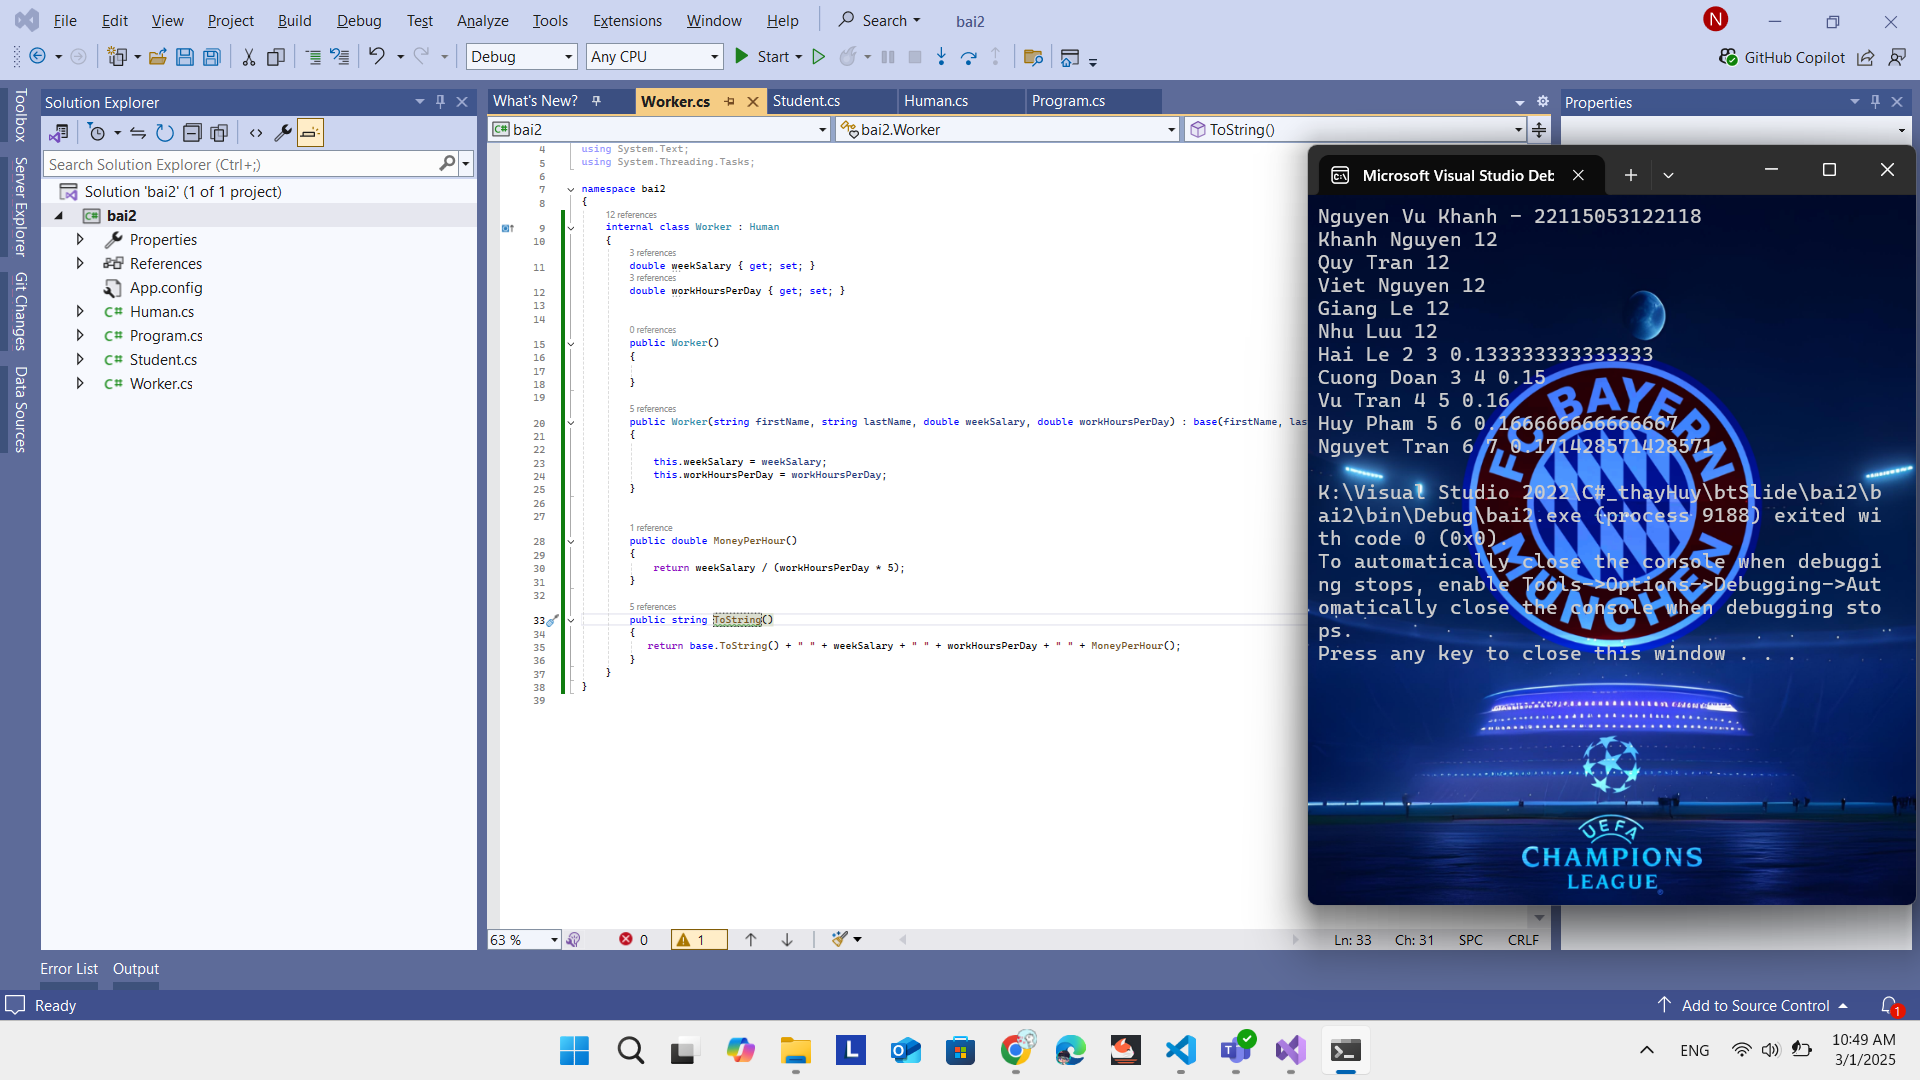 File Edit View Project Build Debug Test Analyze Tools Extensions Window Help Search bai2 N
Debug Any CPU Start GitHub Copilot
Toolbox
Server Explorer
Git Changes
Data Sources
Solution Explorer
Search Solution Explorer (Ctrl+;)
Solution 'bai2' (1 of 1 project)
C# bai2
Properties
References
App.config
C# Human.cs
C# Program.cs
C# Student.cs
C# Worker.cs
What's New? Worker.cs Student.cs Human.cs Program.cs
C# bai2 bai2.Worker ToString()
4 using System.Text;
5 using System.Threading.Tasks;
6
7 namespace bai2
8 {
12 references
9 internal class Worker : Human
10 {
3 references
11 double weekSalary { get; set; }
3 references
12 double workHoursPerDay { get; set; }
13
14
0 references
15 public Worker()
16 {
17
18 }
19
5 references
20 public Worker(string firstName, string lastName, double weekSalary, double workHoursPerDay) : base(firstName, las
21 {
22
23 this.weekSalary = weekSalary;
24 this.workHoursPerDay = workHoursPerDay;
25 }
26
27
1 reference
28 public double MoneyPerHour()
29 {
30 return weekSalary / (workHoursPerDay * 5);
31 }
32
5 references
33 public string ToString()
34 {
35 return base.ToString() + " " + weekSalary + " " + workHoursPerDay + " " + MoneyPerHour();
36 }
37 }
38 }
39
63 % 0 1 Ln: 33 Ch: 31 SPC CRLF
Properties
Microsoft Visual Studio Deb
Nguyen Vu Khanh - 22115053122118
Khanh Nguyen 12
Quy Tran 12
Viet Nguyen 12
Giang Le 12
Nhu Luu 12
Hai Le 2 3 0.133333333333333
Cuong Doan 3 4 0.15
Vu Tran 4 5 0.16
Huy Pham 5 6 0.166666666666667
Nguyet Tran 6 7 0.171428571428571
K:\Visual Studio 2022\C#_thayHuy\btSlide\bai2\b
ai2\bin\Debug\bai2.exe (process 9188) exited wi
th code 0 (0x0).
To automatically close the console when debuggi
ng stops, enable Tools->Options->Debugging->Aut
omatically close the console when debugging sto
ps.
Press any key to close this window . . .
FC BAYERN
MÜNCHEN
UEFA
CHAMPIONS
LEAGUE
Error List Output
Ready Add to Source Control 1
L
ENG
10:49 AM
3/1/2025